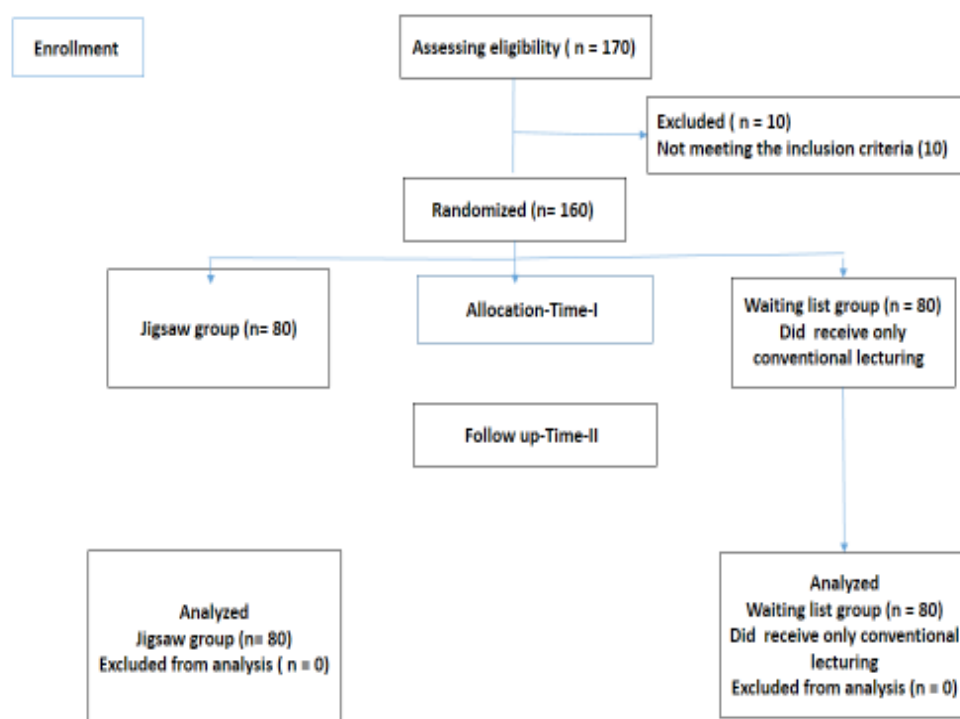 Enrollment
Assessing eligibility ( n = 170)
Excluded ( n = 10)
Not meeting the inclusion criteria (10)
Randomized (n= 160)
Jigsaw group (n= 80)
Allocation-Time-I
Waiting list group (n = 80)
Did receive only
conventional lecturing
Follow up-Time-II
Analyzed
Jigsaw group (n= 80)
Excluded from analysis ( n = 0)
Analyzed
Waiting list group (n = 80)
Did receive only conventional
lecturing
Excluded from analysis (n = 0)